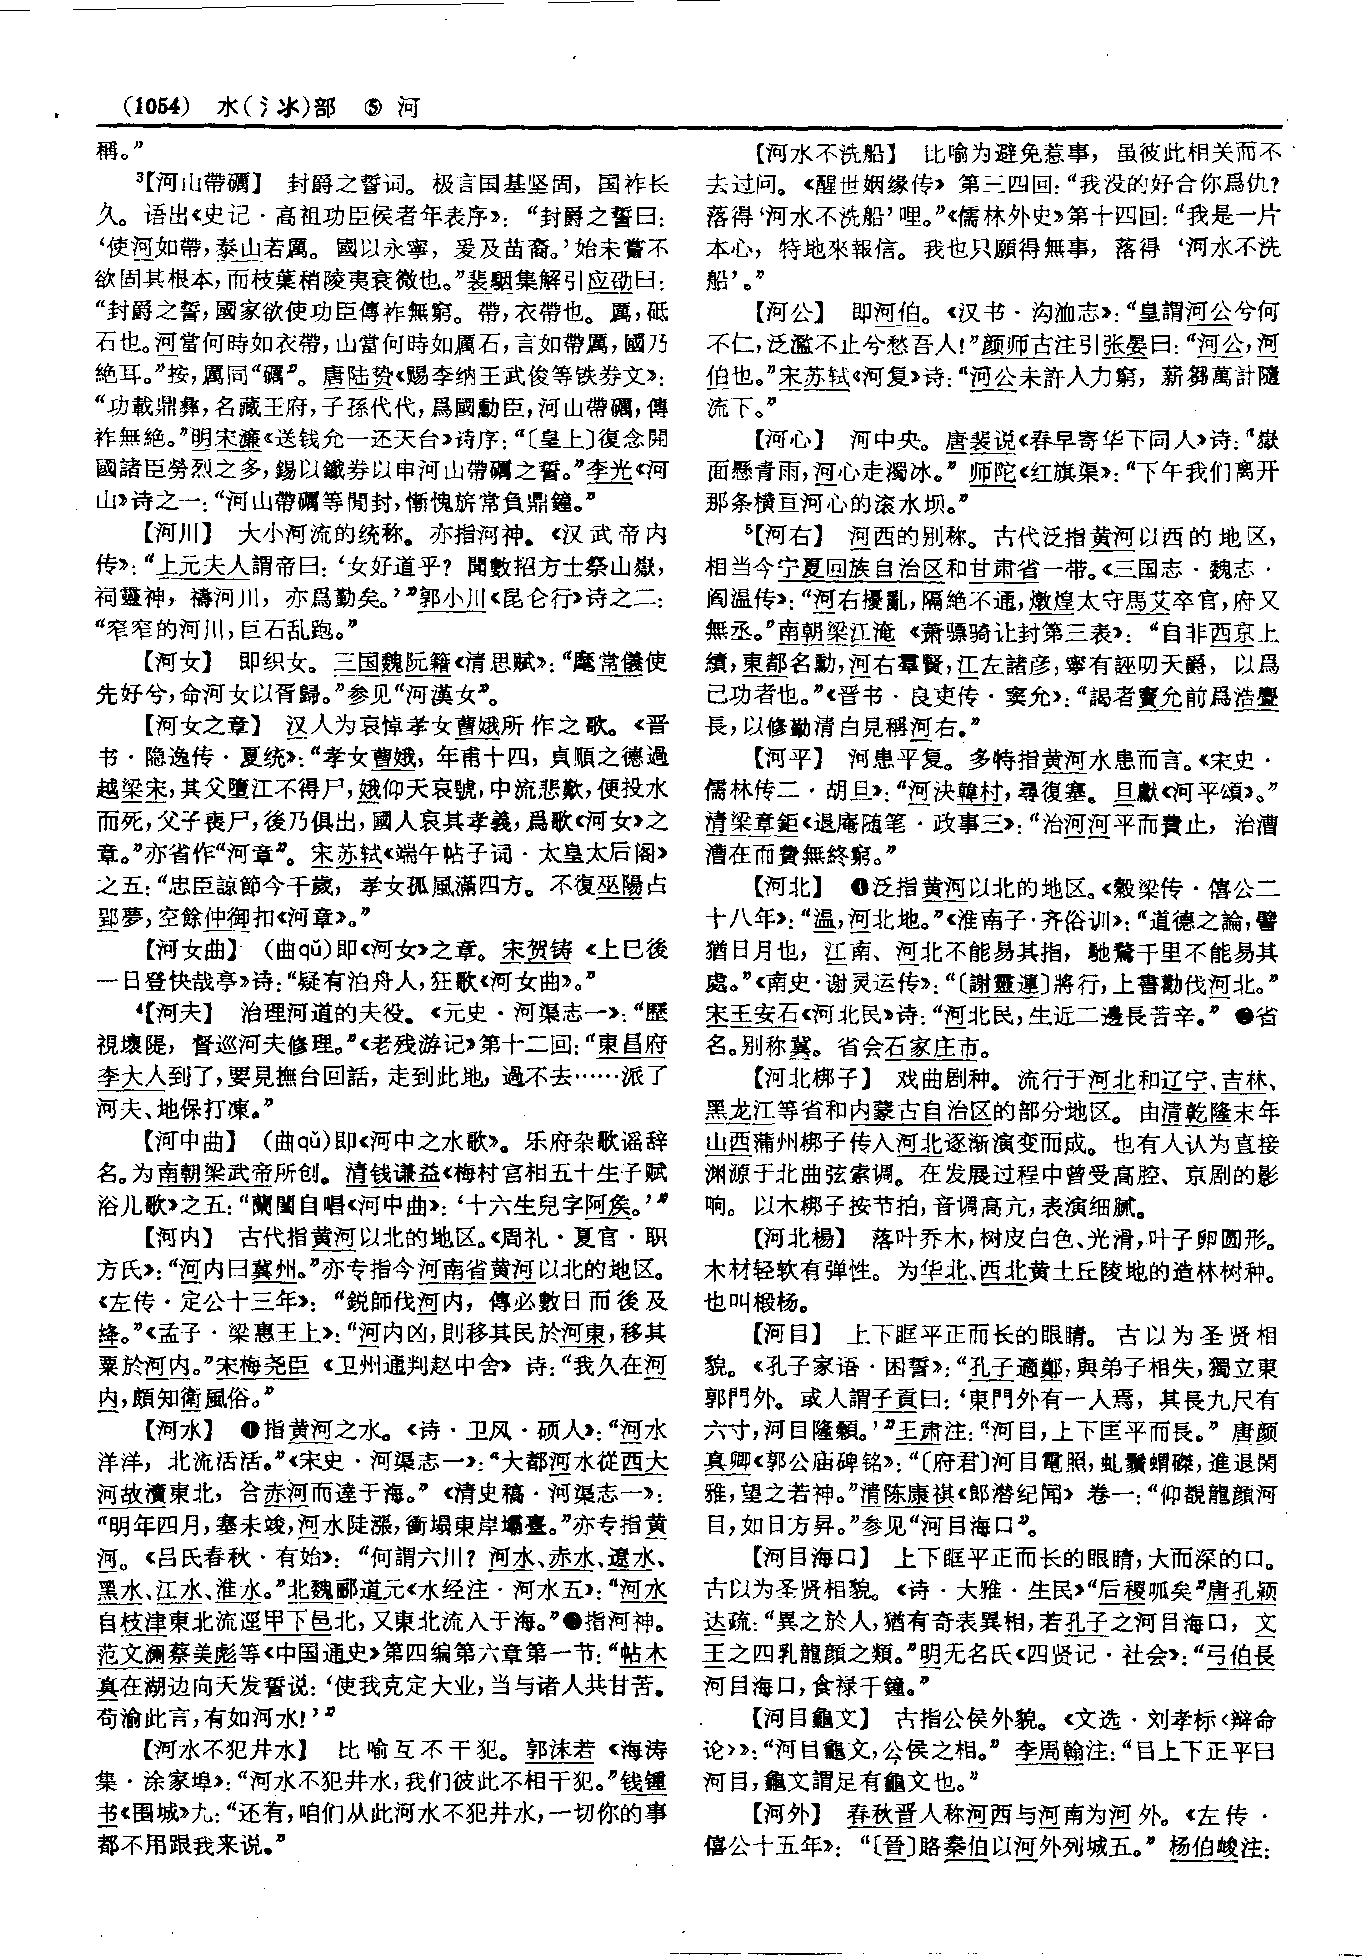 (1054) 水(氵氺)部 ⑤ 河
稱。”
³【河山帶礪】 封爵之誓词。极言国基坚固，国祚长
久。语出《史记·高祖功臣侯者年表序》：“封爵之誓曰：
‘使河如帶，泰山若厲。國以永寧，爰及苗裔。’始未嘗不
欲固其根本，而枝葉稍陵夷衰微也。”裴駰集解引应劭曰：
“封爵之誓，國家欲使功臣傳祚無窮。帶，衣帶也。厲，砥
石也。河當何時如衣帶，山當何時如厲石，言如帶厲，國乃
絶耳。”按，厲同“礪”。唐陆贽《赐李纳王武俊等铁券文》：
“功載鼎彝，名藏王府，子孫代代，爲國勳臣，河山帶礪，傳
祚無絶。”明宋濂《送钱允一还天台》诗序：“〔皇上〕復念開
國諸臣勞烈之多，錫以鐵券以申河山帶礪之誓。”李光《河
山》诗之一：“河山帶礪等閒封，慚愧旂常負鼎鐘。”
【河川】 大小河流的统称。亦指河神。《汉武帝内
传》：“上元夫人謂帝曰：‘女好道乎？聞數招方士祭山嶽，
祠靈神，禱河川，亦爲勤矣。’”郭小川《昆仑行》诗之二：
“窄窄的河川，巨石乱跑。”
【河女】 即织女。三国魏阮籍《清思赋》：“麾常儀使
先好兮，命河女以胥歸。”参见“河漢女”。
【河女之章】 汉人为哀悼孝女曹娥所作之歌。《晋
书·隐逸传·夏统》：“孝女曹娥，年甫十四，貞順之德過
越梁宋，其父墮江不得尸，娥仰天哀號，中流悲歎，便投水
而死，父子喪尸，後乃俱出，國人哀其孝義，爲歌《河女》之
章。”亦省作“河章”。宋苏轼《端午帖子词·太皇太后阁》
之五：“忠臣諒節今千歲，孝女孤風滿四方。不復巫陽占
郢夢，空餘仲御扣《河章》。”
【河女曲】 （曲qǔ）即《河女》之章。宋贺铸《上巳後
一日登快哉亭》诗：“疑有泊舟人，狂歌《河女曲》。”
⁴【河夫】 治理河道的夫役。《元史·河渠志一》：“歷
視壞隄，督巡河夫修理。”《老残游记》第十二回：“東昌府
李大人到了，要見撫台回話，走到此地，過不去……派了
河夫、地保打凍。”
【河中曲】 （曲qǔ）即《河中之水歌》。乐府杂歌谣辞
名。为南朝梁武帝所创。清钱谦益《梅村宫相五十生子赋
浴儿歌》之五：“蘭閨自唱《河中曲》：‘十六生兒字阿侯。’”
【河内】 古代指黄河以北的地区。《周礼·夏官·职
方氏》：“河内曰冀州。”亦专指今河南省黄河以北的地区。
《左传·定公十三年》：“鋭師伐河内，傳必數日而後及
绛。”《孟子·梁惠王上》：“河内凶，則移其民於河東，移其
粟於河内。”宋梅尧臣《卫州通判赵中舍》诗：“我久在河
内，頗知衛風俗。”
【河水】 ❶指黄河之水。《诗·卫风·硕人》：“河水
洋洋，北流活活。”《宋史·河渠志一》：“大都河水從西大
河故瀆東北，合赤河而達于海。”《清史稿·河渠志一》：
“明年四月，塞未竣，河水陡漲，衝塌東岸壩臺。”亦专指黄
河。《吕氏春秋·有始》：“何謂六川？河水、赤水、遼水、
黑水、江水、淮水。”北魏郦道元《水经注·河水五》：“河水
自枝津東北流逕甲下邑北，又東北流入于海。”❷指河神。
范文澜蔡美彪等《中国通史》第四编第六章第一节：“帖木
真在湖边向天发誓说：‘使我克定大业，当与诸人共甘苦。
苟渝此言，有如河水！’”
【河水不犯井水】 比喻互不干犯。郭沫若《海涛
集·涂家埠》：“河水不犯井水，我们彼此不相干犯。”钱锺
书《围城》九：“还有，咱们从此河水不犯井水，一切你的事
都不用跟我来说。”
【河水不洗船】 比喻为避免惹事，虽彼此相关而不
去过问。《醒世姻缘传》第三四回：“我没的好合你爲仇？
落得‘河水不洗船’哩。”《儒林外史》第十四回：“我是一片
本心，特地來報信。我也只願得無事，落得‘河水不洗
船’。”
【河公】 即河伯。《汉书·沟洫志》：“皇謂河公兮何
不仁，泛濫不止兮愁吾人！”颜师古注引张晏曰：“河公，河
伯也。”宋苏轼《河复》诗：“河公未許人力窮，薪芻萬計隨
流下。”
【河心】 河中央。唐裴说《春早寄华下同人》诗：“嶽
面懸青雨，河心走濁冰。”师陀《红旗渠》：“下午我们离开
那条横亘河心的滚水坝。”
⁵【河右】 河西的别称。古代泛指黄河以西的地区，
相当今宁夏回族自治区和甘肃省一带。《三国志·魏志·
阎温传》：“河右擾亂，隔絶不通，燉煌太守馬艾卒官，府又
無丞。”南朝梁江淹《萧骠骑让封第三表》：“自非西京上
績，東都名勳，河右羣賢，江左諸彦，寧有誣叨天爵，以爲
己功者也。”《晋书·良吏传·窦允》：“謁者竇允前爲浩亹
長，以修勤清白見稱河右。”
【河平】 河患平复。多特指黄河水患而言。《宋史·
儒林传二·胡旦》：“河決韓村，尋復塞。旦獻《河平頌》。”
清梁章鉅《退庵随笔·政事三》：“治河河平而費止，治漕
漕在而費無終窮。”
【河北】 ❶泛指黄河以北的地区。《穀梁传·僖公二
十八年》：“温，河北地。”《淮南子·齐俗训》：“道德之論，譬
猶日月也，江南、河北不能易其指，馳騖千里不能易其
處。”《南史·谢灵运传》：“〔謝靈運〕將行，上書勸伐河北。”
宋王安石《河北民》诗：“河北民，生近二邊長苦辛。” ❷省
名。别称冀。省会石家庄市。
【河北梆子】 戏曲剧种。流行于河北和辽宁、吉林、
黑龙江等省和内蒙古自治区的部分地区。由清乾隆末年
山西蒲州梆子传入河北逐渐演变而成。也有人认为直接
渊源于北曲弦索调。在发展过程中曾受高腔、京剧的影
响。以木梆子按节拍，音调高亢，表演细腻。
【河北楊】 落叶乔木，树皮白色、光滑，叶子卵圆形。
木材轻软有弹性。为华北、西北黄土丘陵地的造林树种。
也叫椴杨。
【河目】 上下眶平正而长的眼睛。古以为圣贤相
貌。《孔子家语·困誓》：“孔子適鄭，與弟子相失，獨立東
郭門外。或人謂子貢曰：‘東門外有一人焉，其長九尺有
六寸，河目隆顙。’”王肃注：“河目，上下匡平而長。”唐颜
真卿《郭公庙碑铭》：“〔府君〕河目電照，虬鬚蝟磔，進退閑
雅，望之若神。”清陈康祺《郎潜纪闻》卷一：“仰覩龍顔河
目，如日方昇。”参见“河目海口”。
【河目海口】 上下眶平正而长的眼睛，大而深的口。
古以为圣贤相貌。《诗·大雅·生民》“后稷呱矣”唐孔颖
达疏：“異之於人，猶有奇表異相，若孔子之河目海口，文
王之四乳龍顔之類。”明无名氏《四贤记·社会》：“弓伯長
河目海口，食禄千鐘。”
【河目龜文】 古指公侯外貌。《文选·刘孝标〈辩命
论〉》：“河目龜文，公侯之相。”李周翰注：“目上下正平曰
河目，龜文謂足有龜文也。”
【河外】 春秋晋人称河西与河南为河外。《左传·
僖公十五年》：“〔晉〕賂秦伯以河外列城五。”杨伯峻注：